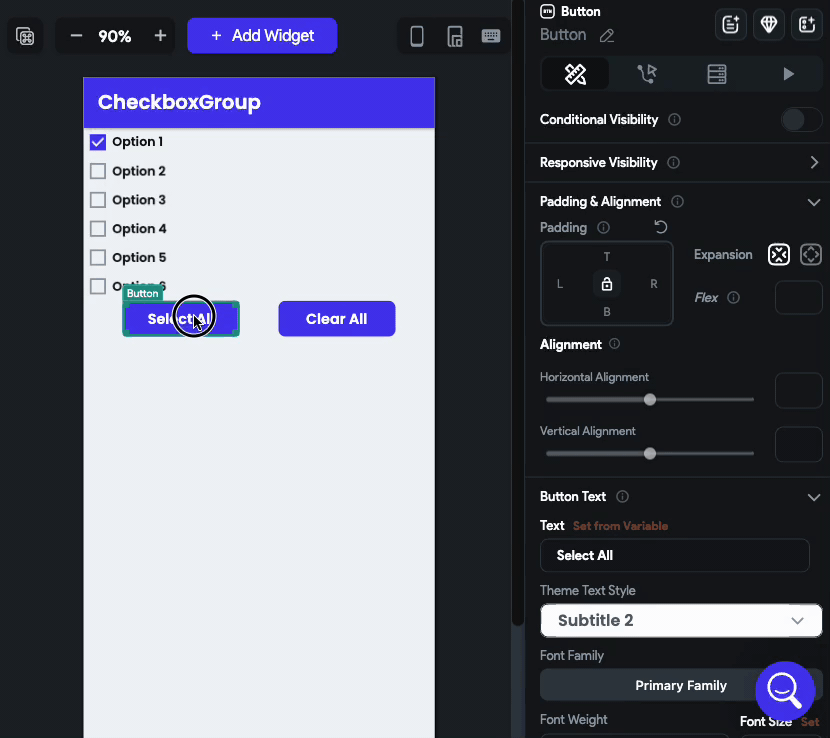 90%
+ Add Widget
CheckboxGroup
Option 1
Option 2
Option 3
Option 4
Option 5
Option 6
Button
Select All
Clear All
Button
Button
Conditional Visibility
Responsive Visibility
Padding & Alignment
Padding
T
L
R
B
Expansion
Flex
Alignment
Horizontal Alignment
Vertical Alignment
Button Text
Text Set from Variable
Select All
Theme Text Style
Subtitle 2
Font Family
Primary Family
Font Weight
Font Size Set